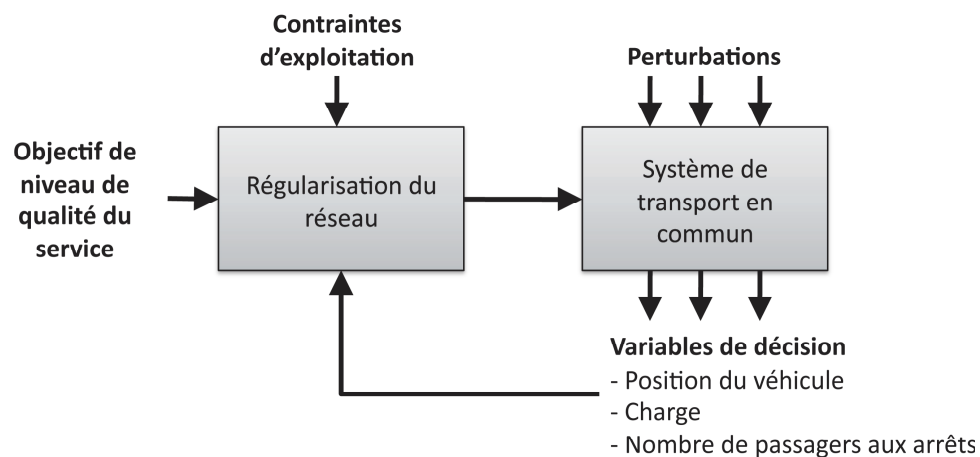 Contraintes
d'exploitation
Perturbations
Objectif de
niveau de
qualité du
service
Régularisation du
réseau
Système de
transport en
commun
Variables de décision
- Position du véhicule
- Charge
- Nombre de passagers aux arrêts